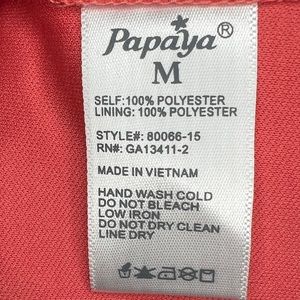 Papaya®
M
SELF:100% POLYESTER
LINING: 100% POLYESTER
STYLE#: 80066-15
RN#: GA13411-2
MADE IN VIETNAM
HAND WASH COLD
DO NOT BLEACH
LOW IRON
DO NOT DRY CLEAN
LINE DRY